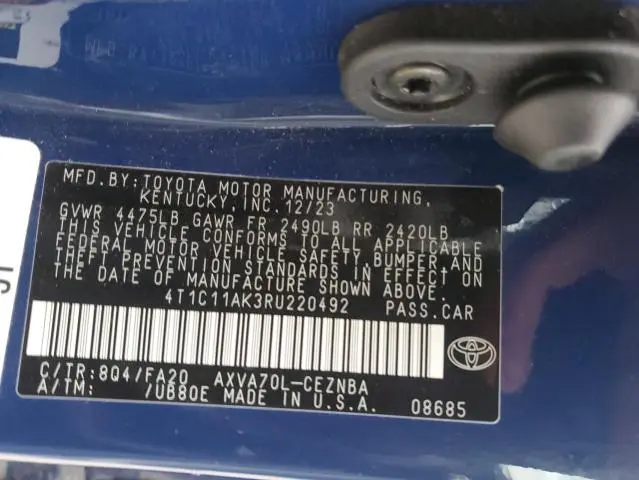 MFD. BY: TOYOTA MOTOR MANUFACTURING,
KENTUCKY, INC. 12/23
GVWR 4475LB GAWR FR 2490LB RR 2420LB
THIS VEHICLE CONFORMS TO ALL APPLICABLE
FEDERAL MOTOR VEHICLE SAFETY, BUMPER, AND
THEFT PREVENTION STANDARDS IN EFFECT ON
THE DATE OF MANUFACTURE SHOWN ABOVE.
4T1C11AK3RU220492 PASS.CAR
C/TR: 8Q4/FA20 AXVA70L-CEZNBA
A/TM: /UB80E MADE IN U.S.A. 08685